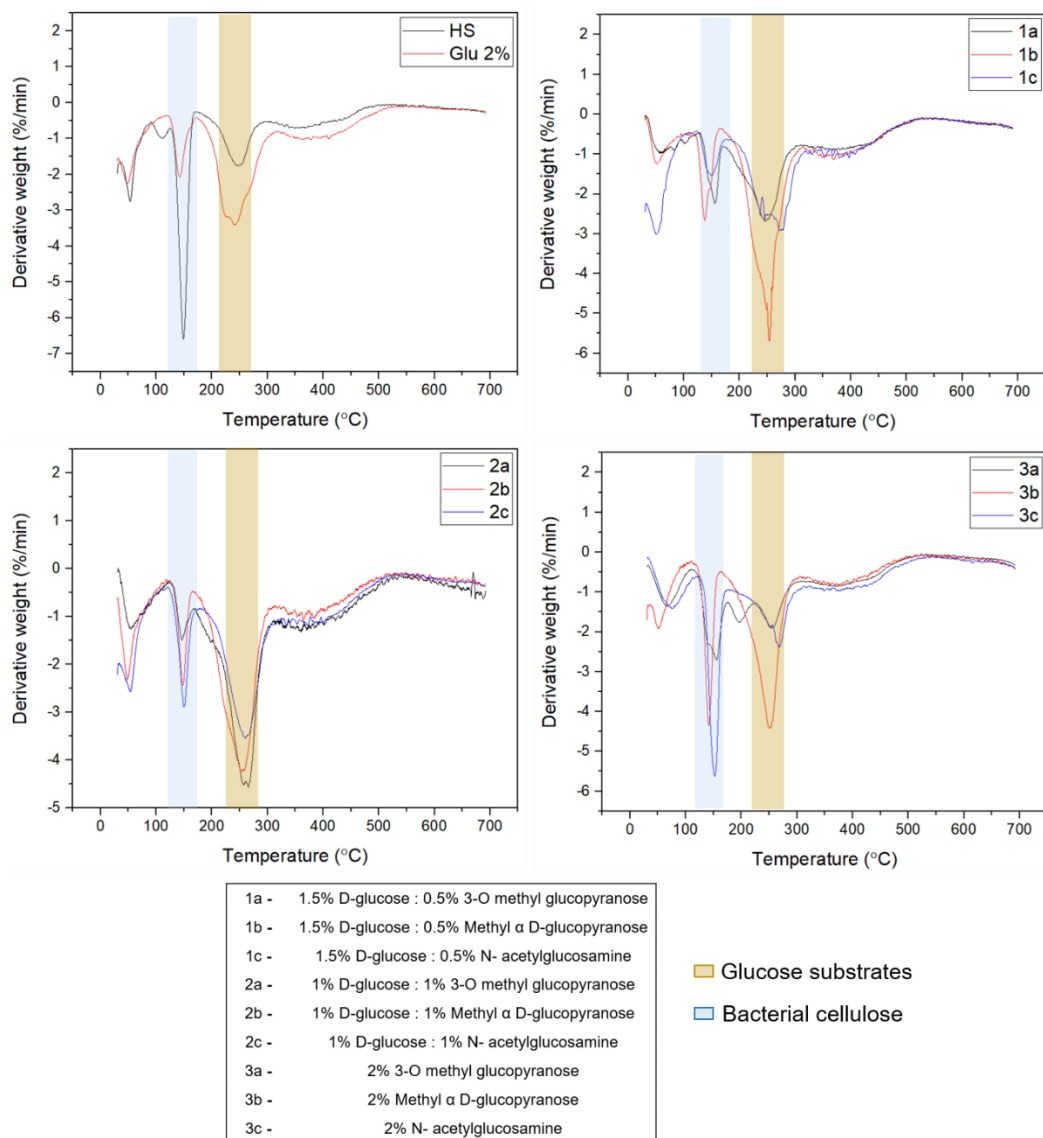 HS
Glu 2%
2
1
0
-1
-2
-3
-4
-5
-6
-7
Derivative weight (%/min)
0 100 200 300 400 500 600 700
Temperature (°C)
1a
1b
1c
2
1
0
-1
-2
-3
-4
-5
-6
Derivative weight (%/min)
0 100 200 300 400 500 600 700
Temperature (°C)
2a
2b
2c
2
1
0
-1
-2
-3
-4
-5
Derivative weight (%/min)
0 100 200 300 400 500 600 700
Temperature (°C)
3a
3b
3c
2
1
0
-1
-2
-3
-4
-5
-6
Derivative weight (%/min)
0 100 200 300 400 500 600 700
Temperature (°C)
1a - 1.5% D-glucose : 0.5% 3-O methyl glucopyranose
1b - 1.5% D-glucose : 0.5% Methyl α D-glucopyranose
1c - 1.5% D-glucose : 0.5% N- acetylglucosamine
2a - 1% D-glucose : 1% 3-O methyl glucopyranose
2b - 1% D-glucose : 1% Methyl α D-glucopyranose
2c - 1% D-glucose : 1% N- acetylglucosamine
3a - 2% 3-O methyl glucopyranose
3b - 2% Methyl α D-glucopyranose
3c - 2% N- acetylglucosamine
Glucose substrates
Bacterial cellulose